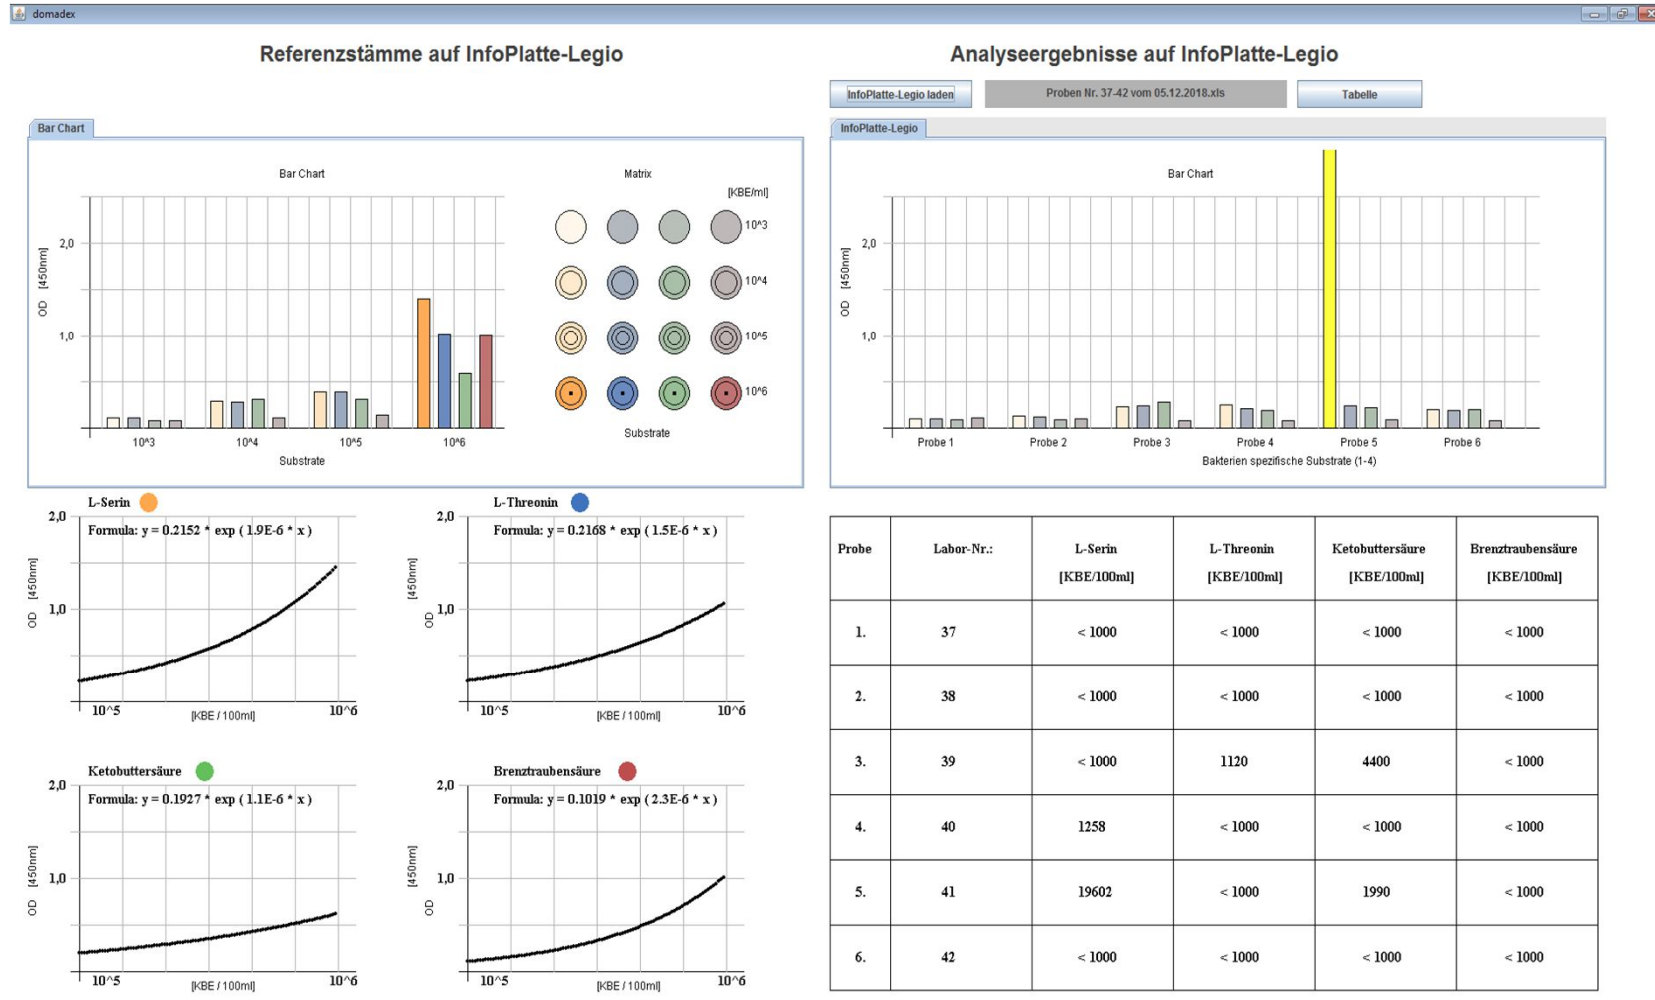 domadex
Referenzstämme auf InfoPlatte-Legio
Analyseergebnisse auf InfoPlatte-Legio
InfoPlatte-Legio laden
Proben Nr. 37-42 vom 05.12.2018.xls
Tabelle
Bar Chart
Bar Chart
Matrix
[KBE/ml]
OD [450nm]
2,0
1,0
10^3
10^4
10^5
10^6
Substrate
10^3
10^4
10^5
10^6
Substrate
InfoPlatte-Legio
Bar Chart
OD [450nm]
2,0
1,0
Probe 1
Probe 2
Probe 3
Probe 4
Probe 5
Probe 6
Bakterien spezifische Substrate (1-4)
L-Serin
Formula: y = 0.2152 * exp ( 1.9E-6 * x )
2,0
1,0
OD [450nm]
10^5
[KBE / 100ml]
10^6
L-Threonin
Formula: y = 0.2168 * exp ( 1.5E-6 * x )
2,0
1,0
OD [450nm]
10^5
[KBE / 100ml]
10^6
Ketobuttersäure
Formula: y = 0.1927 * exp ( 1.1E-6 * x )
2,0
1,0
OD [450nm]
10^5
[KBE / 100ml]
10^6
Brenztraubensäure
Formula: y = 0.1019 * exp ( 2.3E-6 * x )
2,0
1,0
OD [450nm]
10^5
[KBE / 100ml]
10^6
Probe Labor-Nr.: L-Serin L-Threonin Ketobuttersäure Brenztraubensäure
[KBE/100ml] [KBE/100ml] [KBE/100ml] [KBE/100ml]
1. 37 < 1000 < 1000 < 1000 < 1000
2. 38 < 1000 < 1000 < 1000 < 1000
3. 39 < 1000 1120 4400 < 1000
4. 40 1258 < 1000 < 1000 < 1000
5. 41 19602 < 1000 1990 < 1000
6. 42 < 1000 < 1000 < 1000 < 1000